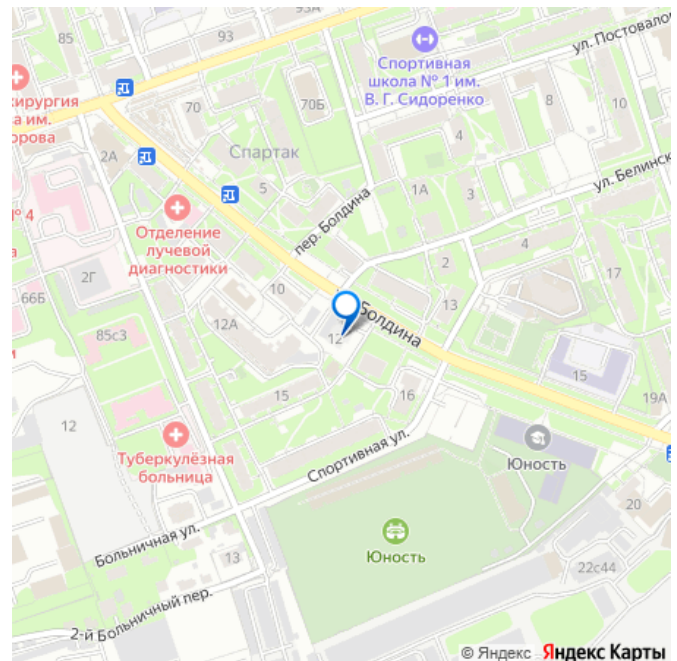 93А
85
93
Спортивная
школа № 1 им.
В. Г. Сидоренко
ул. Постовало
хирургия
а им.
орова
70
70Б
8
10
4
2А
Спартак
5
1А
3
ул. Белинск
№ 4
а
Отделение
лучевой
диагностики
пер. Болдина
4
2
17
2Г
66Б
10
13
12А
Болдина
12
85с3
15
м
15
16
19А
12
Туберкулёзная
больница
Спортивная ул.
Юность
20
Больничная ул.
Юность
13
22с44
2-й Больничный пер.
© Яндекс Яндекс Карты